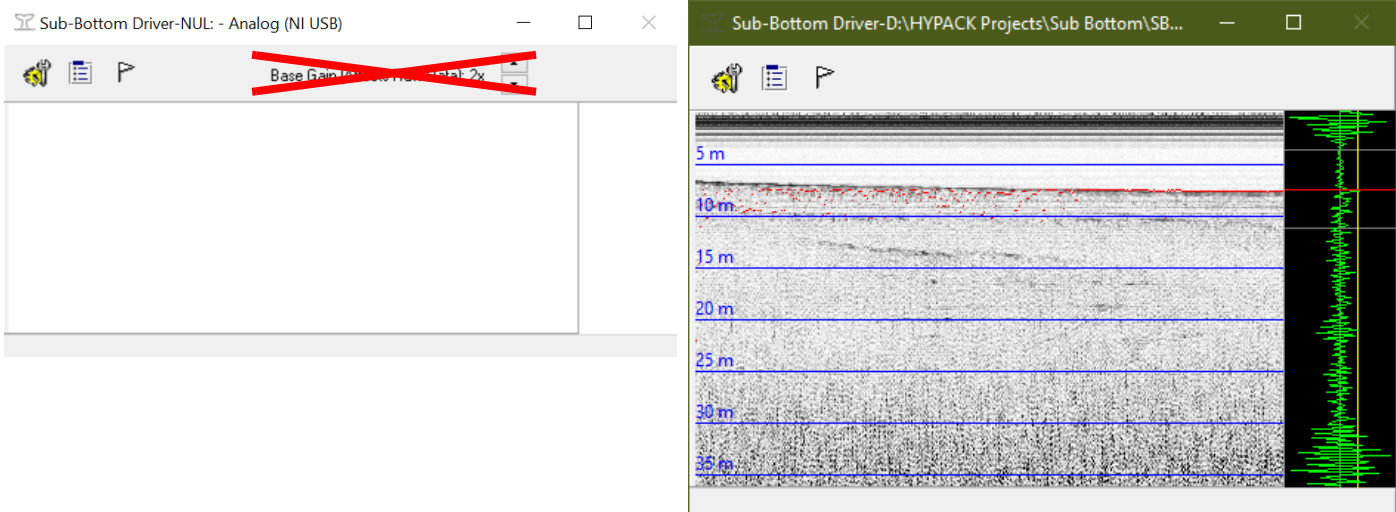 Sub-Bottom Driver-NUL: - Analog (NI USB)
Base Gain 2x
Sub-Bottom Driver-D:\HYPACK Projects\Sub Bottom\SB...
5 m
10 m
15 m
20 m
25 m
30 m
35 m